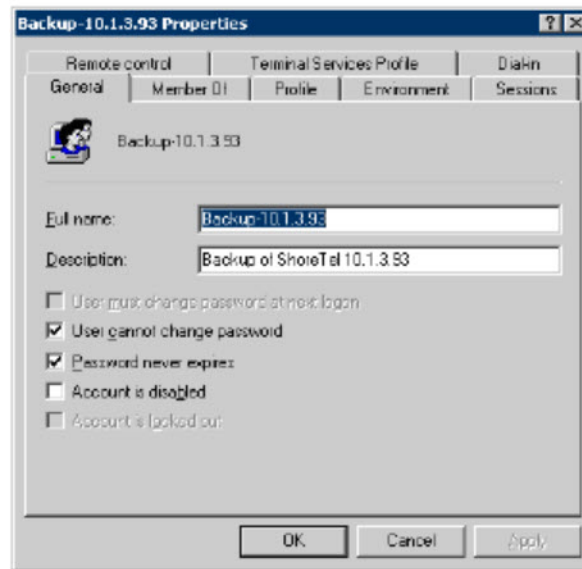 Backup-10.1.3.93 Properties ? X
Remote control Terminal Services Profile Dial-in
General Member Of Profile Environment Sessions
Backup-10.1.3.93
Full name: Backup-10.1.3.93
Description: Backup of ShoreTel 10.1.3.93
User must change password at next logon
User cannot change password
Password never expires
Account is disabled
Account is locked out
OK Cancel Apply